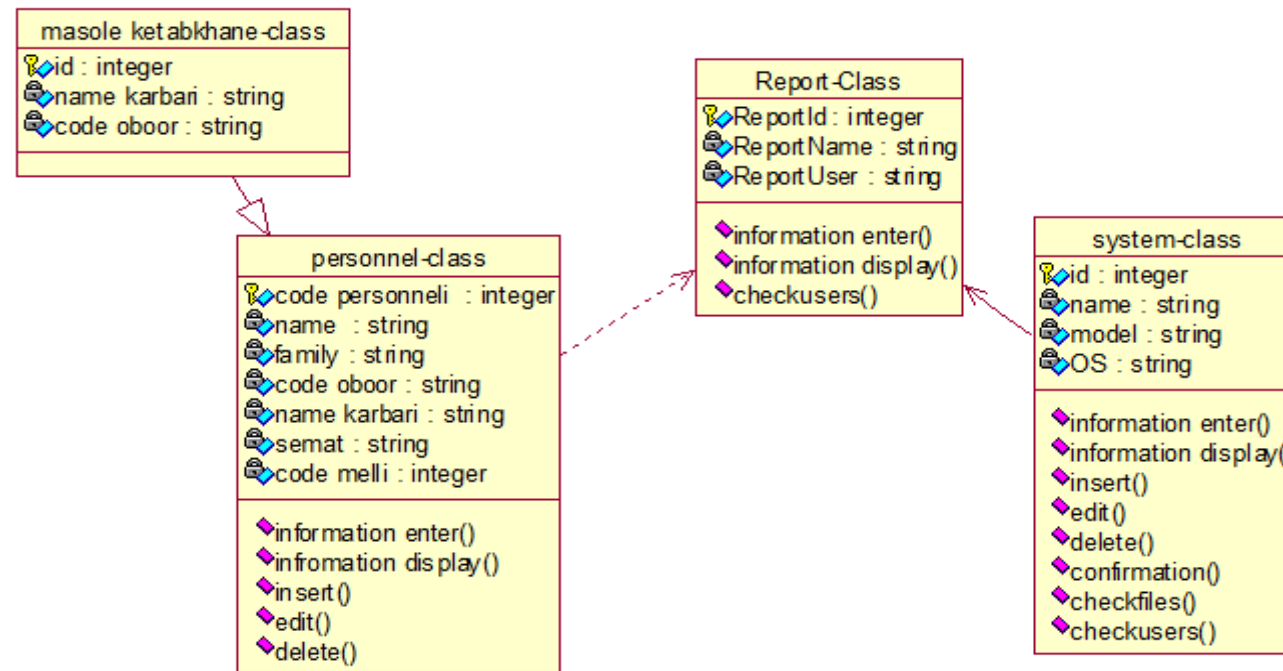 masole ketabkhane-class
id : integer
name karbari : string
code oboor : string
personnel-class
code personneli : integer
name : string
family : string
code oboor : string
name karbari : string
semat : string
code melli : integer
information enter()
infromation display()
insert()
edit()
delete()
Report-Class
ReportId : integer
ReportName : string
ReportUser : string
information enter()
information display()
checkusers()
system-class
id : integer
name : string
model : string
OS : string
information enter()
information display(
insert()
edit()
delete()
confirmation()
checkfiles()
checkusers()